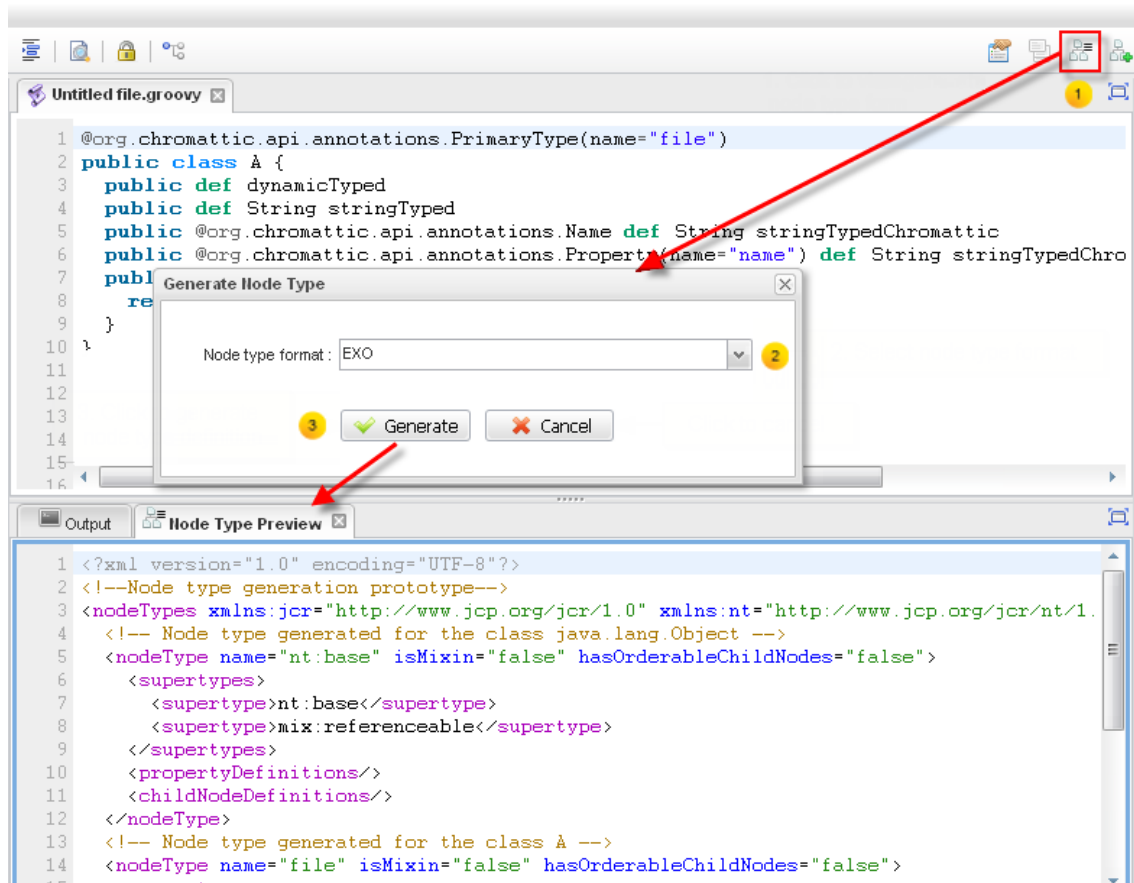 Untitled file.groovy
1
1 @org.chromattic.api.annotations.PrimaryType(name="file")
2 public class A {
3 public def dynamicTyped
4 public def String stringTyped
5 public @org.chromattic.api.annotations.Name def String stringTypedChromattic
6 public @org.chromattic.api.annotations.Property(name="name") def String stringTypedChro
7 publ
8 re
9 }
10 }
11
12
13
14
15
16
Generate Node Type
Node type format : EXO
2
3
Generate
Cancel
Output
Node Type Preview
1 <?xml version="1.0" encoding="UTF-8"?>
2 <!--Node type generation prototype-->
3 <nodeTypes xmlns:jcr="http://www.jcp.org/jcr/1.0" xmlns:nt="http://www.jcp.org/jcr/nt/1.
4 <!-- Node type generated for the class java.lang.Object -->
5 <nodeType name="nt:base" isMixin="false" hasOrderableChildNodes="false">
6 <supertypes>
7 <supertype>nt:base</supertype>
8 <supertype>mix:referenceable</supertype>
9 </supertypes>
10 <propertyDefinitions/>
11 <childNodeDefinitions/>
12 </nodeType>
13 <!-- Node type generated for the class A -->
14 <nodeType name="file" isMixin="false" hasOrderableChildNodes="false">